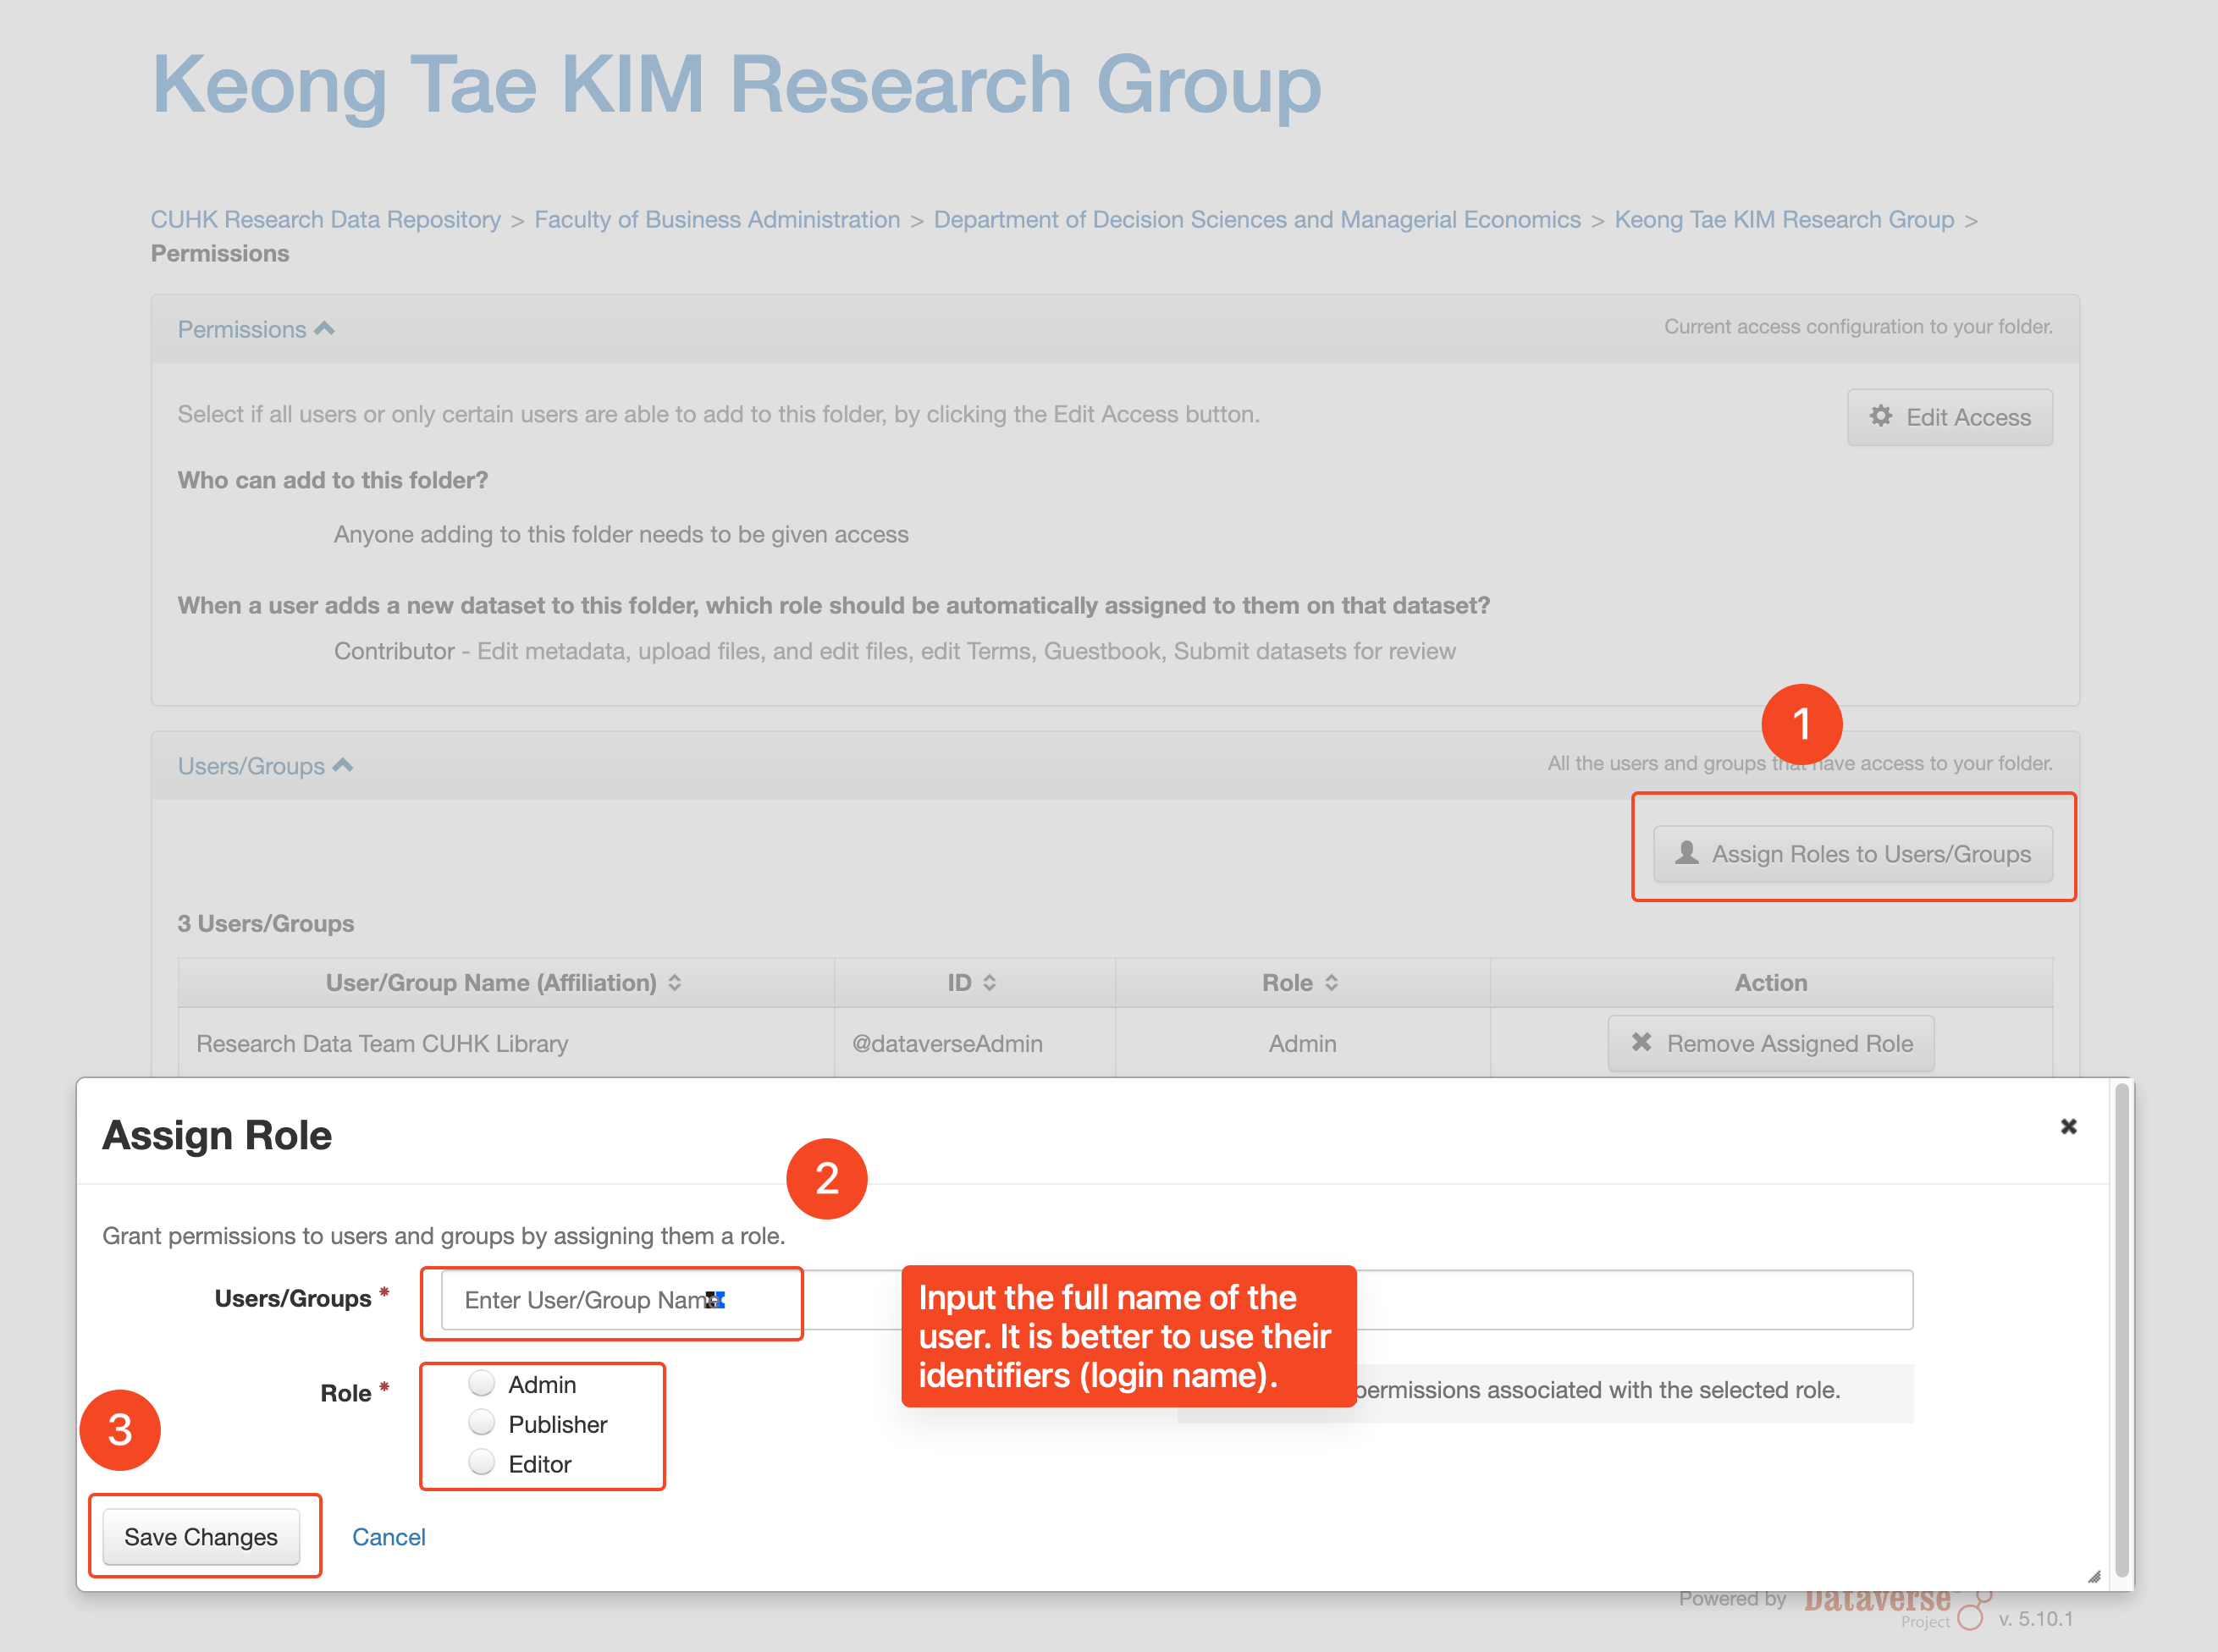 Keong Tae KIM Research Group
CUHK Research Data Repository > Faculty of Business Administration > Department of Decision Sciences and Managerial Economics > Keong Tae KIM Research Group >
Permissions
Permissions
Current access configuration to your folder.
Select if all users or only certain users are able to add to this folder, by clicking the Edit Access button.
Edit Access
Who can add to this folder?
Anyone adding to this folder needs to be given access
When a user adds a new dataset to this folder, which role should be automatically assigned to them on that dataset?
Contributor - Edit metadata, upload files, and edit files, edit Terms, Guestbook, Submit datasets for review
1
Users/Groups
All the users and groups that have access to your folder.
Assign Roles to Users/Groups
3 Users/Groups
User/Group Name (Affiliation) ID Role Action
Research Data Team CUHK Library @dataverseAdmin Admin Remove Assigned Role
Assign Role
2
Grant permissions to users and groups by assigning them a role.
Users/Groups *
Enter User/Group Name
Input the full name of the
user. It is better to use their
identifiers (login name).
Role *
Admin
Publisher
Editor
permissions associated with the selected role.
3
Save Changes
Cancel
Powered by Dataverse
Project v. 5.10.1